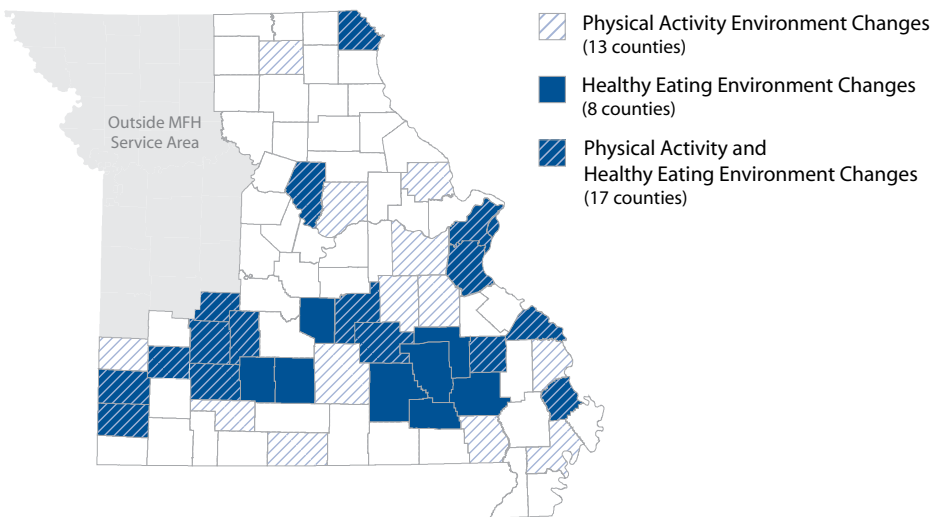 Outside MFH
Service Area
Physical Activity Environment Changes
(13 counties)
Healthy Eating Environment Changes
(8 counties)
Physical Activity and
Healthy Eating Environment Changes
(17 counties)